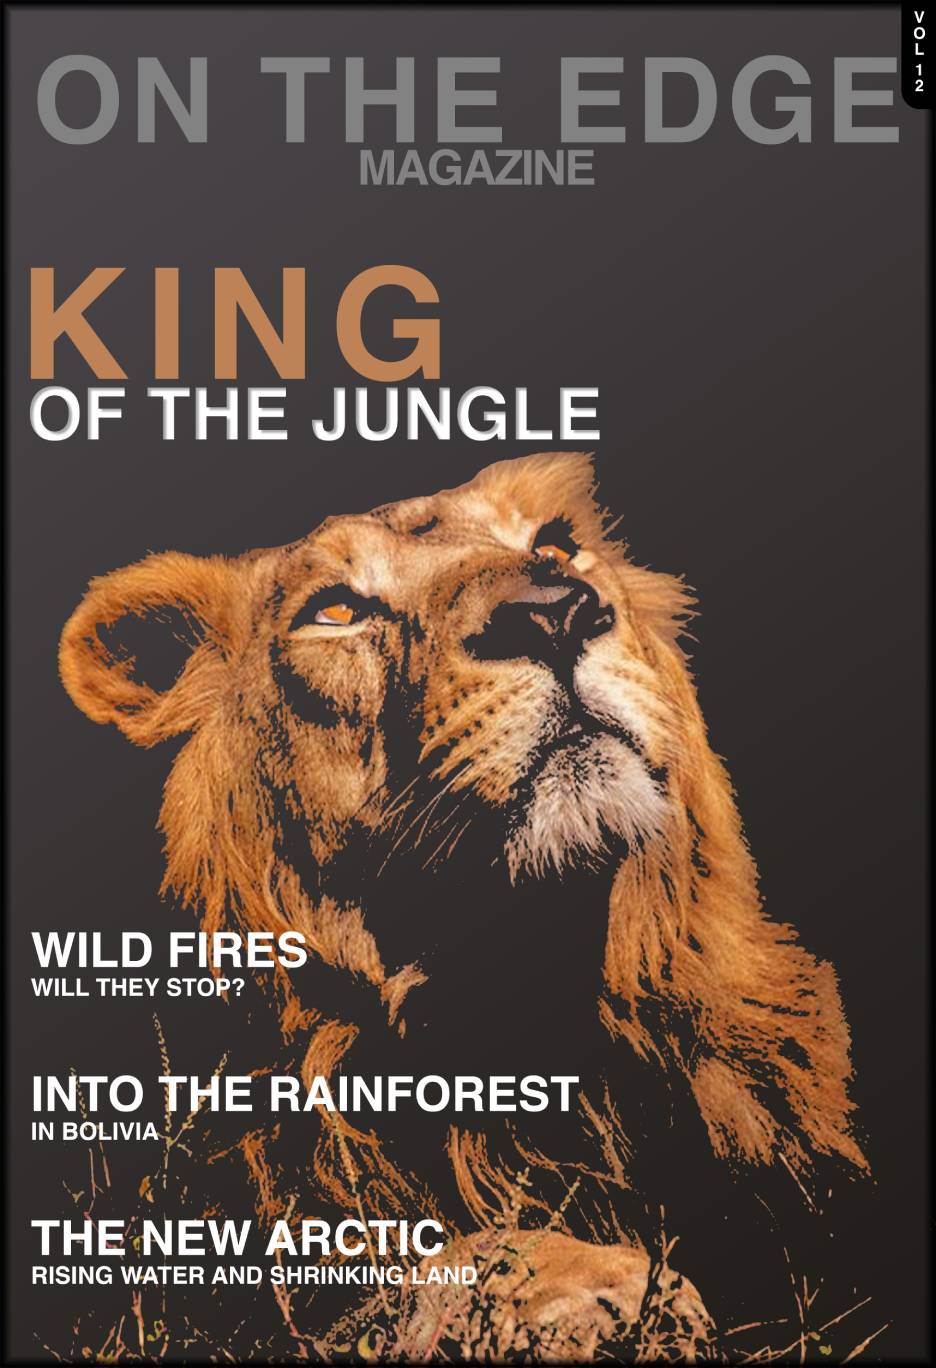 VOL 12
ON THE EDGE
MAGAZINE
KING
OF THE JUNGLE
WILD FIRES
WILL THEY STOP?
INTO THE RAINFOREST
IN BOLIVIA
THE NEW ARCTIC
RISING WATER AND SHRINKING LAND